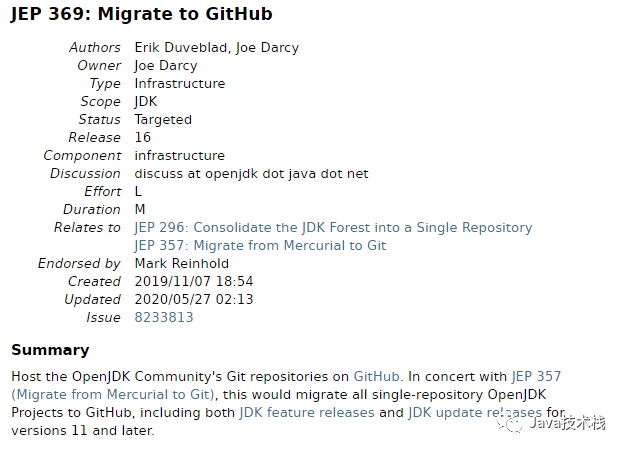 JEP 369: Migrate to GitHub
Authors Erik Duveblad, Joe Darcy
Owner Joe Darcy
Type Infrastructure
Scope JDK
Status Targeted
Release 16
Component infrastructure
Discussion discuss at openjdk dot java dot net
Effort L
Duration M
Relates to JEP 296: Consolidate the JDK Forest into a Single Repository
JEP 357: Migrate from Mercurial to Git
Endorsed by Mark Reinhold
Created 2019/11/07 18:54
Updated 2020/05/27 02:13
Issue 8233813
Summary
Host the OpenJDK Community's Git repositories on GitHub. In concert with JEP 357
(Migrate from Mercurial to Git), this would migrate all single-repository OpenJDK
Projects to GitHub, including both JDK feature releases and JDK update releases for
versions 11 and later.
Java技术栈